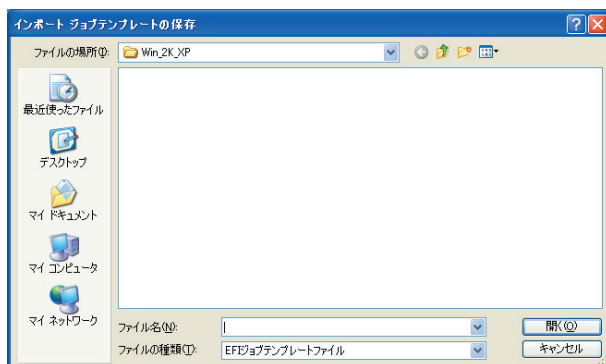 インポート ジョブテンプレートの保存
ファイルの場所(I):
Win_2K_XP
最近使ったファイル
デスクトップ
マイ ドキュメント
マイ コンピュータ
マイ ネットワーク
ファイル名(N):
開く(O)
ファイルの種類(T):
EFIジョブテンプレートファイル
キャンセル